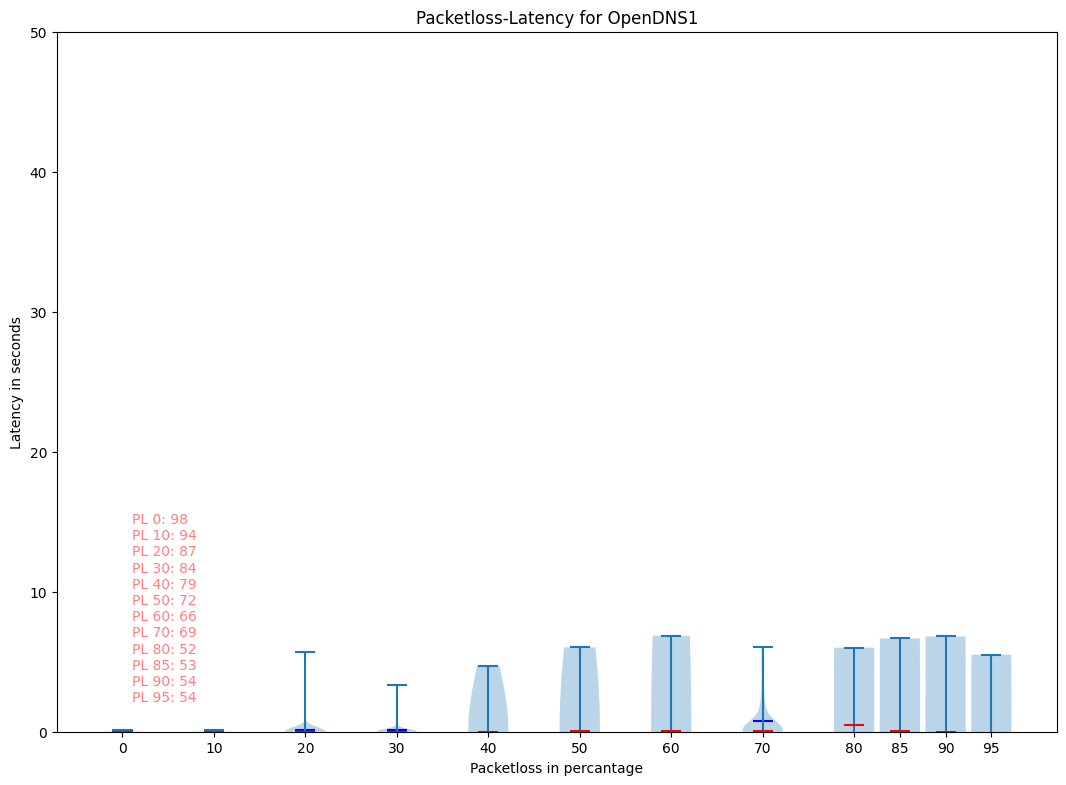 Packetloss-Latency for OpenDNS1
50
40
30
20
10
0
Latency in seconds
PL 0: 98
PL 10: 94
PL 20: 87
PL 30: 84
PL 40: 79
PL 50: 72
PL 60: 66
PL 70: 69
PL 80: 52
PL 85: 53
PL 90: 54
PL 95: 54
0 10 20 30 40 50 60 70 80 85 90 95
Packetloss in percantage